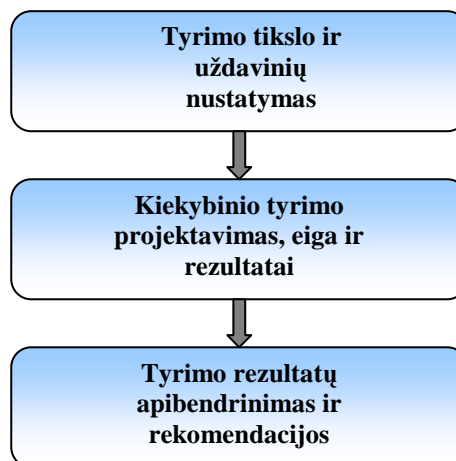 Tyrimo tikslo ir
uždavinių
nustatymas
Kiekybinio tyrimo
projektavimas, eiga ir
rezultatai
Tyrimo rezultatų
apibendrinimas ir
rekomendacijos